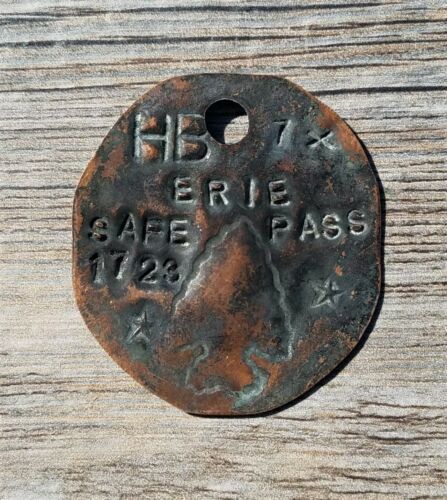 HB 7X
ERIE
SAFE PASS
1723